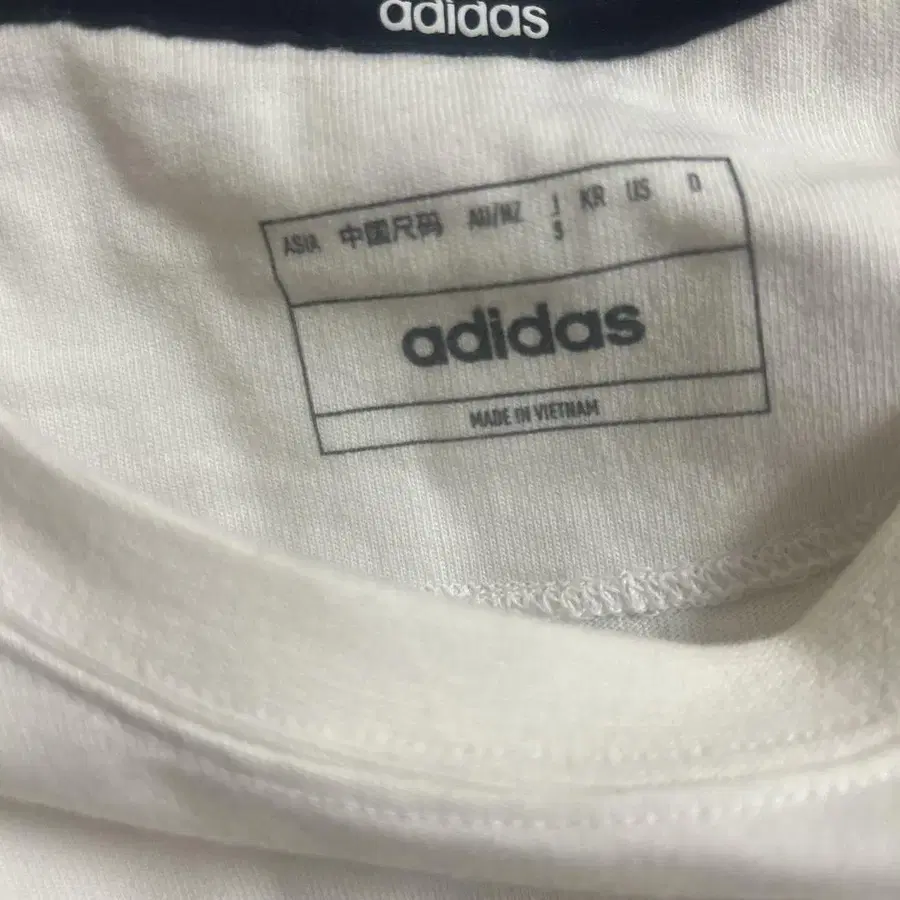 adidas
ASIA 中國尺码 AU/NZ J KR US D
S
adidas
MADE IN VIETNAM